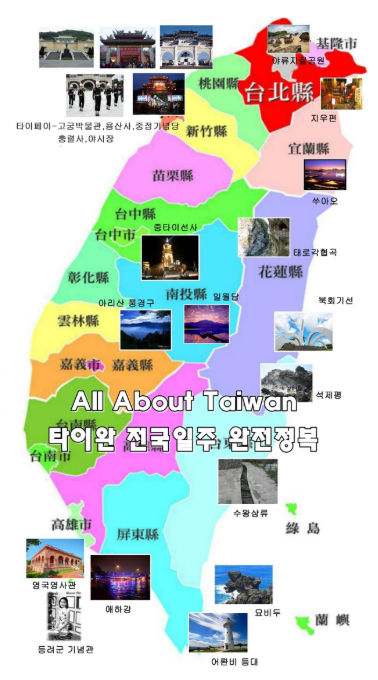 基隆市
야류지질공원
桃園縣
台北縣
지우펀
타이페이-고궁박물관,용산사,중정기념당
충렬사,야시장
新竹縣
宜蘭縣
苗栗縣
쑤아오
台中縣
台中市
중타이선사
태로각협곡
花蓮縣
彰化縣
南投縣
아리산 풍경구
일월담
북회기선
雲林縣
嘉義市
嘉義縣
석제평
All About Taiwan
台南縣
타이완 전국일주 완전정복
台南市
수왕상류
高雄市
屏東縣
綠島
영국영사관
애하강
묘비두
蘭嶼
등려군 기념관
어롼비 등대